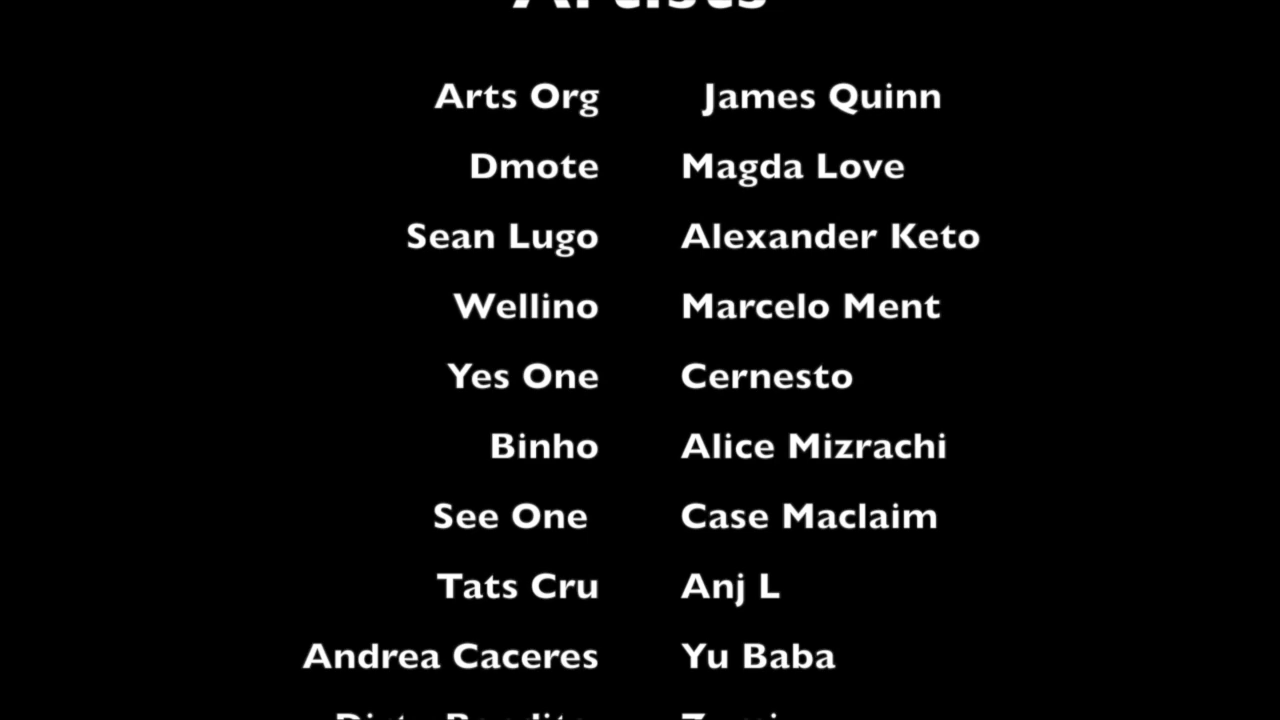 Artists
Arts Org James Quinn
Dmote Magda Love
Sean Lugo Alexander Keto
Wellino Marcelo Ment
Yes One Cernesto
Binho Alice Mizrachi
See One Case Maclaim
Tats Cru Anj L
Andrea Caceres Yu Baba